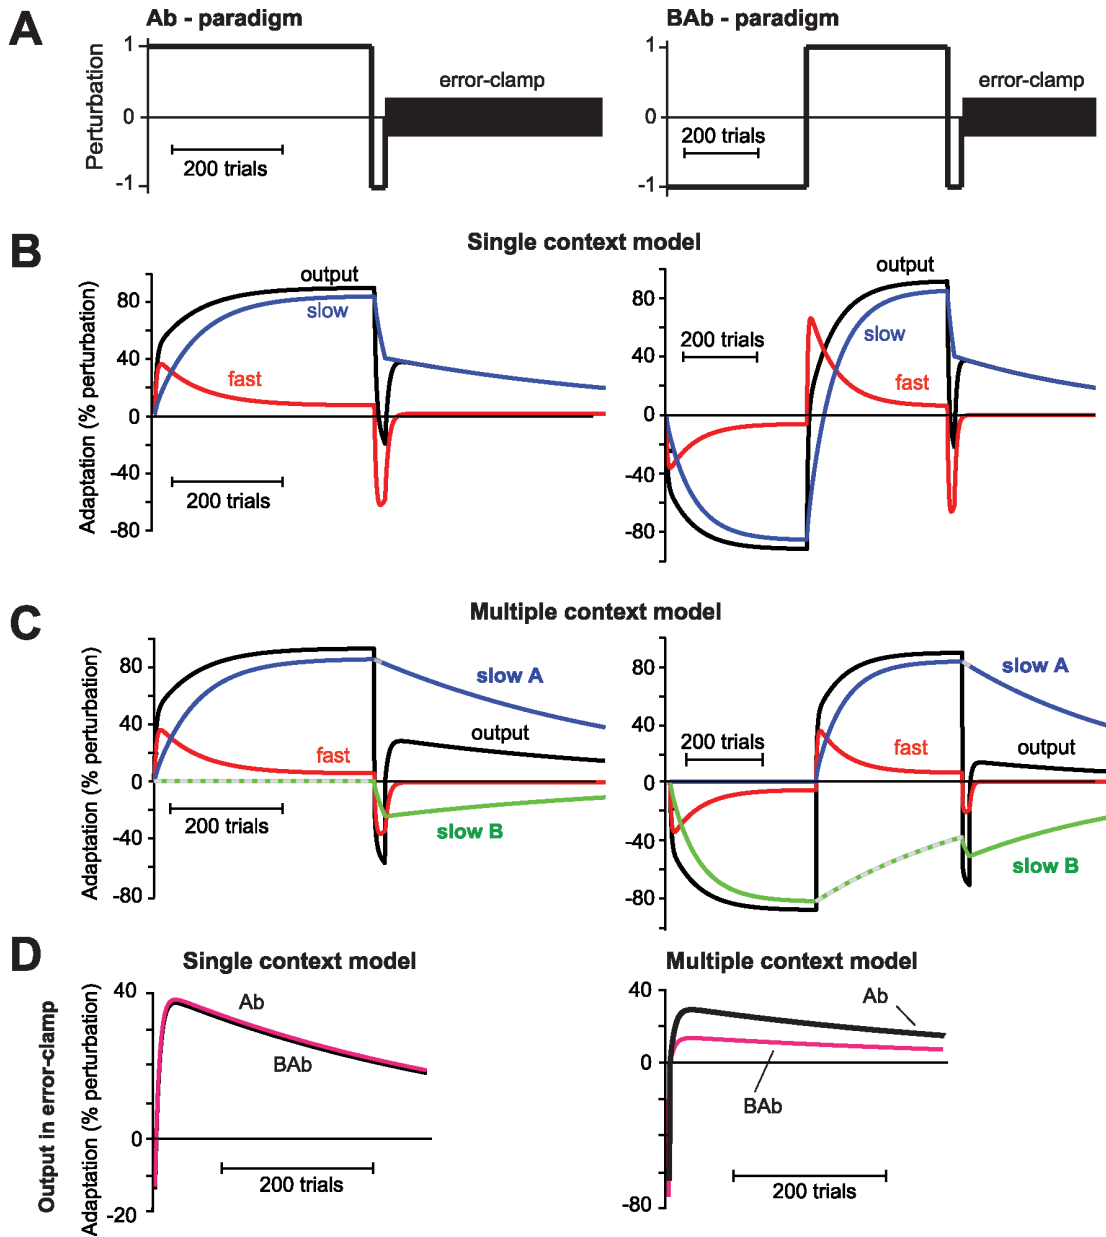 A
Ab - paradigm
BAb - paradigm
Perturbation
1
0
-1
error-clamp
200 trials
1
0
-1
error-clamp
200 trials
B
Single context model
Adaptation (% perturbation)
80
40
0
-40
-80
output
slow
fast
200 trials
80
40
0
-40
-80
output
200 trials
slow
fast
C
Multiple context model
Adaptation (% perturbation)
80
40
0
-40
-80
slow A
output
fast
200 trials
slow B
80
40
0
-40
-80
200 trials
slow A
fast
output
slow B
D
Single context model
Multiple context model
Output in error-clamp
Adaptation (% perturbation)
40
20
0
-20
Ab
BAb
200 trials
40
0
-80
Ab
BAb
200 trials